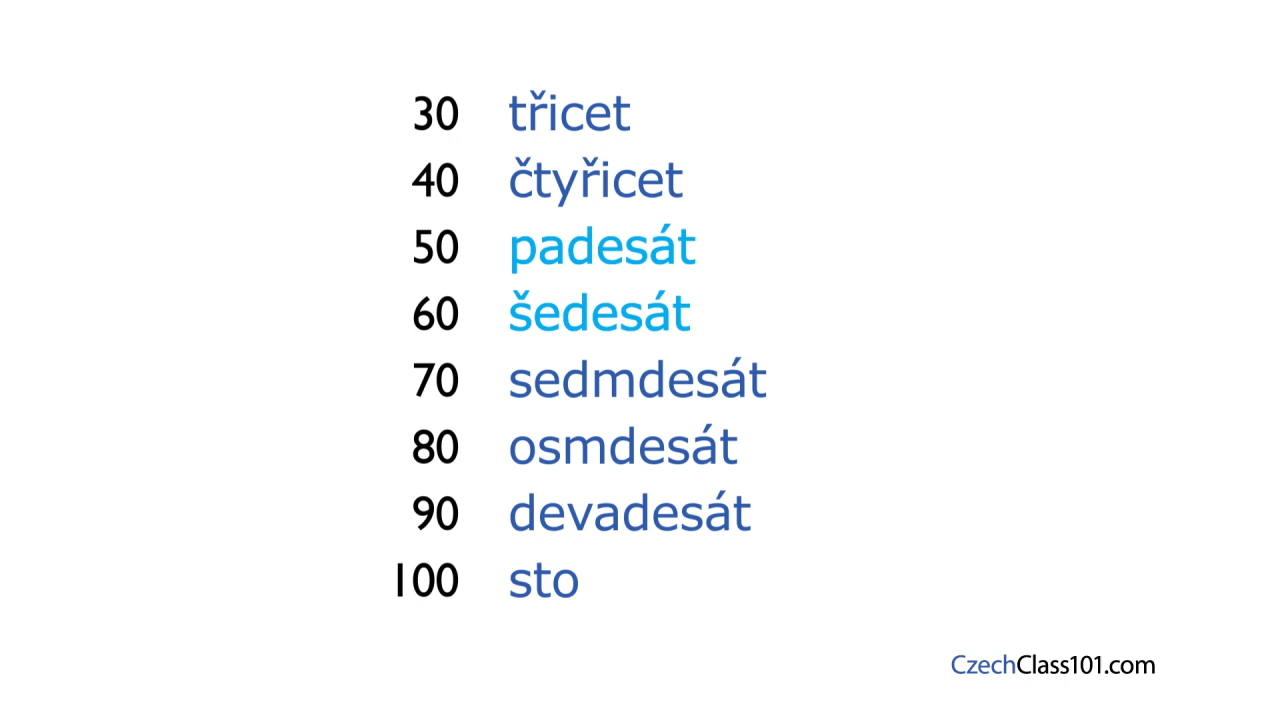 30 třicet
40 čtyřicet
50 padesát
60 šedesát
70 sedmdesát
80 osmdesát
90 devadesát
100 sto
CzechClass101.com